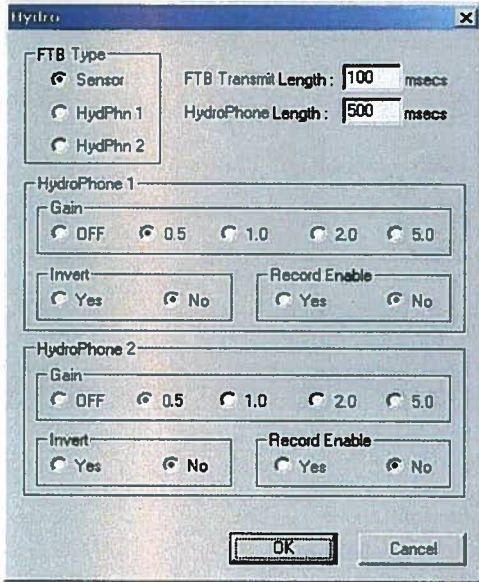 Hydro
FTB Type
Sensor
HydPhn 1
HydPhn 2
FTB Transmit Length : 100 msecs
HydroPhone Length : 500 msecs
HydroPhone 1
Gain
OFF 0.5 1.0 2.0 5.0
Invert
Yes No
Record Enable
Yes No
HydroPhone 2
Gain
OFF 0.5 1.0 2.0 5.0
Invert
Yes No
Record Enable
Yes No
OK Cancel